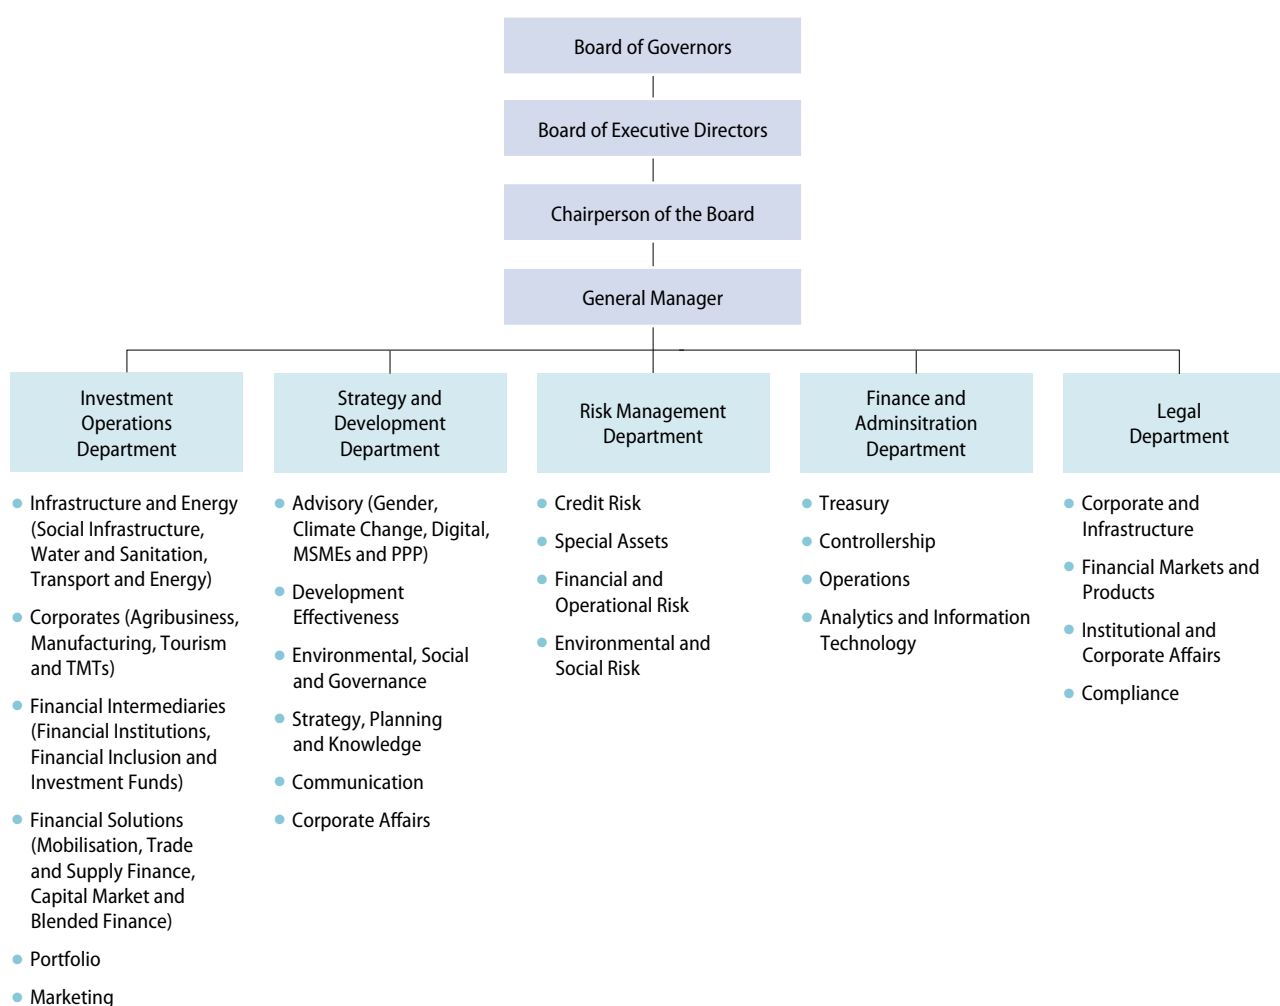 Board of Governors
Board of Executive Directors
Chairperson of the Board
General Manager
Investment
Operations
Department
Strategy and
Development
Department
Risk Management
Department
Finance and
Adminsitration
Department
Legal
Department
Infrastructure and Energy
(Social Infrastructure,
Water and Sanitation,
Transport and Energy)
Corporates (Agribusiness,
Manufacturing, Tourism
and TMTs)
Financial Intermediaries
(Financial Institutions,
Financial Inclusion and
Investment Funds)
Financial Solutions
(Mobilisation, Trade
and Supply Finance,
Capital Market and
Blended Finance)
Portfolio
Marketing
Advisory (Gender,
Climate Change, Digital,
MSMEs and PPP)
Development
Effectiveness
Environmental, Social
and Governance
Strategy, Planning
and Knowledge
Communication
Corporate Affairs
Credit Risk
Special Assets
Financial and
Operational Risk
Environmental and
Social Risk
Treasury
Controllership
Operations
Analytics and Information
Technology
Corporate and
Infrastructure
Financial Markets and
Products
Institutional and
Corporate Affairs
Compliance